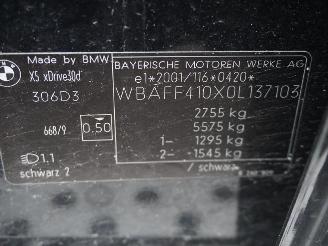 Made by BMW
X5 xDrive30d
306D3
668/9 0.50
1.1
schwarz 2
BAYERISCHE MOTOREN WERKE AG
e1*2001/116*0420*
WBAFF410X0L137103
2755 kg
5575 kg
1- 1295 kg
2- 1545 kg
/ schwarz